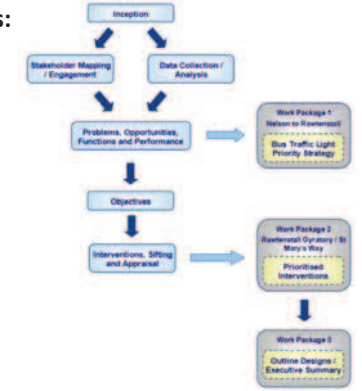 s:
Inception
Stakeholder Mapping
/ Engagement
Data Collection /
Analysis
Problems, Opportunities,
Functions and Performance
Work Package 1
Nelson to Rawtenstall
Bus Traffic Light
Priority Strategy
Objectives
Interventions, Sifting
and Appraisal
Work Package 2
Rawtenstall Gyratory / St
Mary's Way
Prioritised
Interventions
Work Package 3
Outline Designs /
Executive Summary